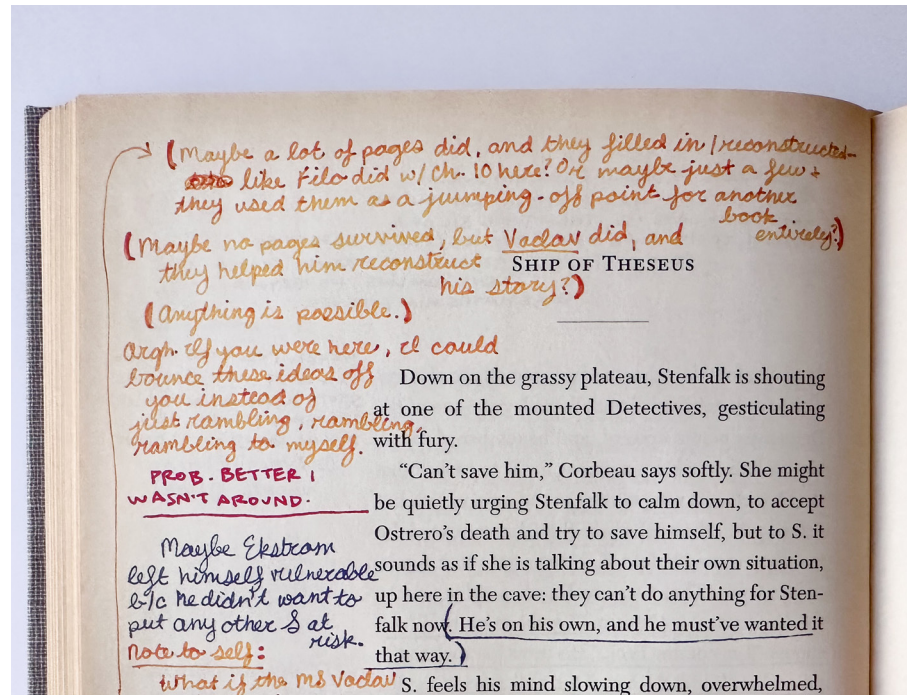 (Maybe a lot of pages did, and they filled in / reconstructed-
like Filo did w/ Ch. 10 here? Or maybe just a few &
they used them as a jumping-off point for another
book
entirely?)
(Maybe no pages survived, but Vaclav did, and
they helped him reconstruct
his story?)
SHIP OF THESEUS
(Anything is possible.)
Argh. If you were here, I could
bounce these ideas off
you instead of
just rambling, rambling,
rambling to myself.
PROB. BETTER I
WASN'T AROUND.
Maybe Ekstrom
left himself vulnerable
b/c he didn't want to
put any other S at
risk.
Note to self:
What if the MS Vaclav
Down on the grassy plateau, Stenfalk is shouting
at one of the mounted Detectives, gesticulating
with fury.
“Can’t save him,” Corbeau says softly. She might
be quietly urging Stenfalk to calm down, to accept
Ostrero’s death and try to save himself, but to S. it
sounds as if she is talking about their own situation,
up here in the cave: they can’t do anything for Sten-
falk now. He’s on his own, and he must’ve wanted it
that way.
S. feels his mind slowing down, overwhelmed,